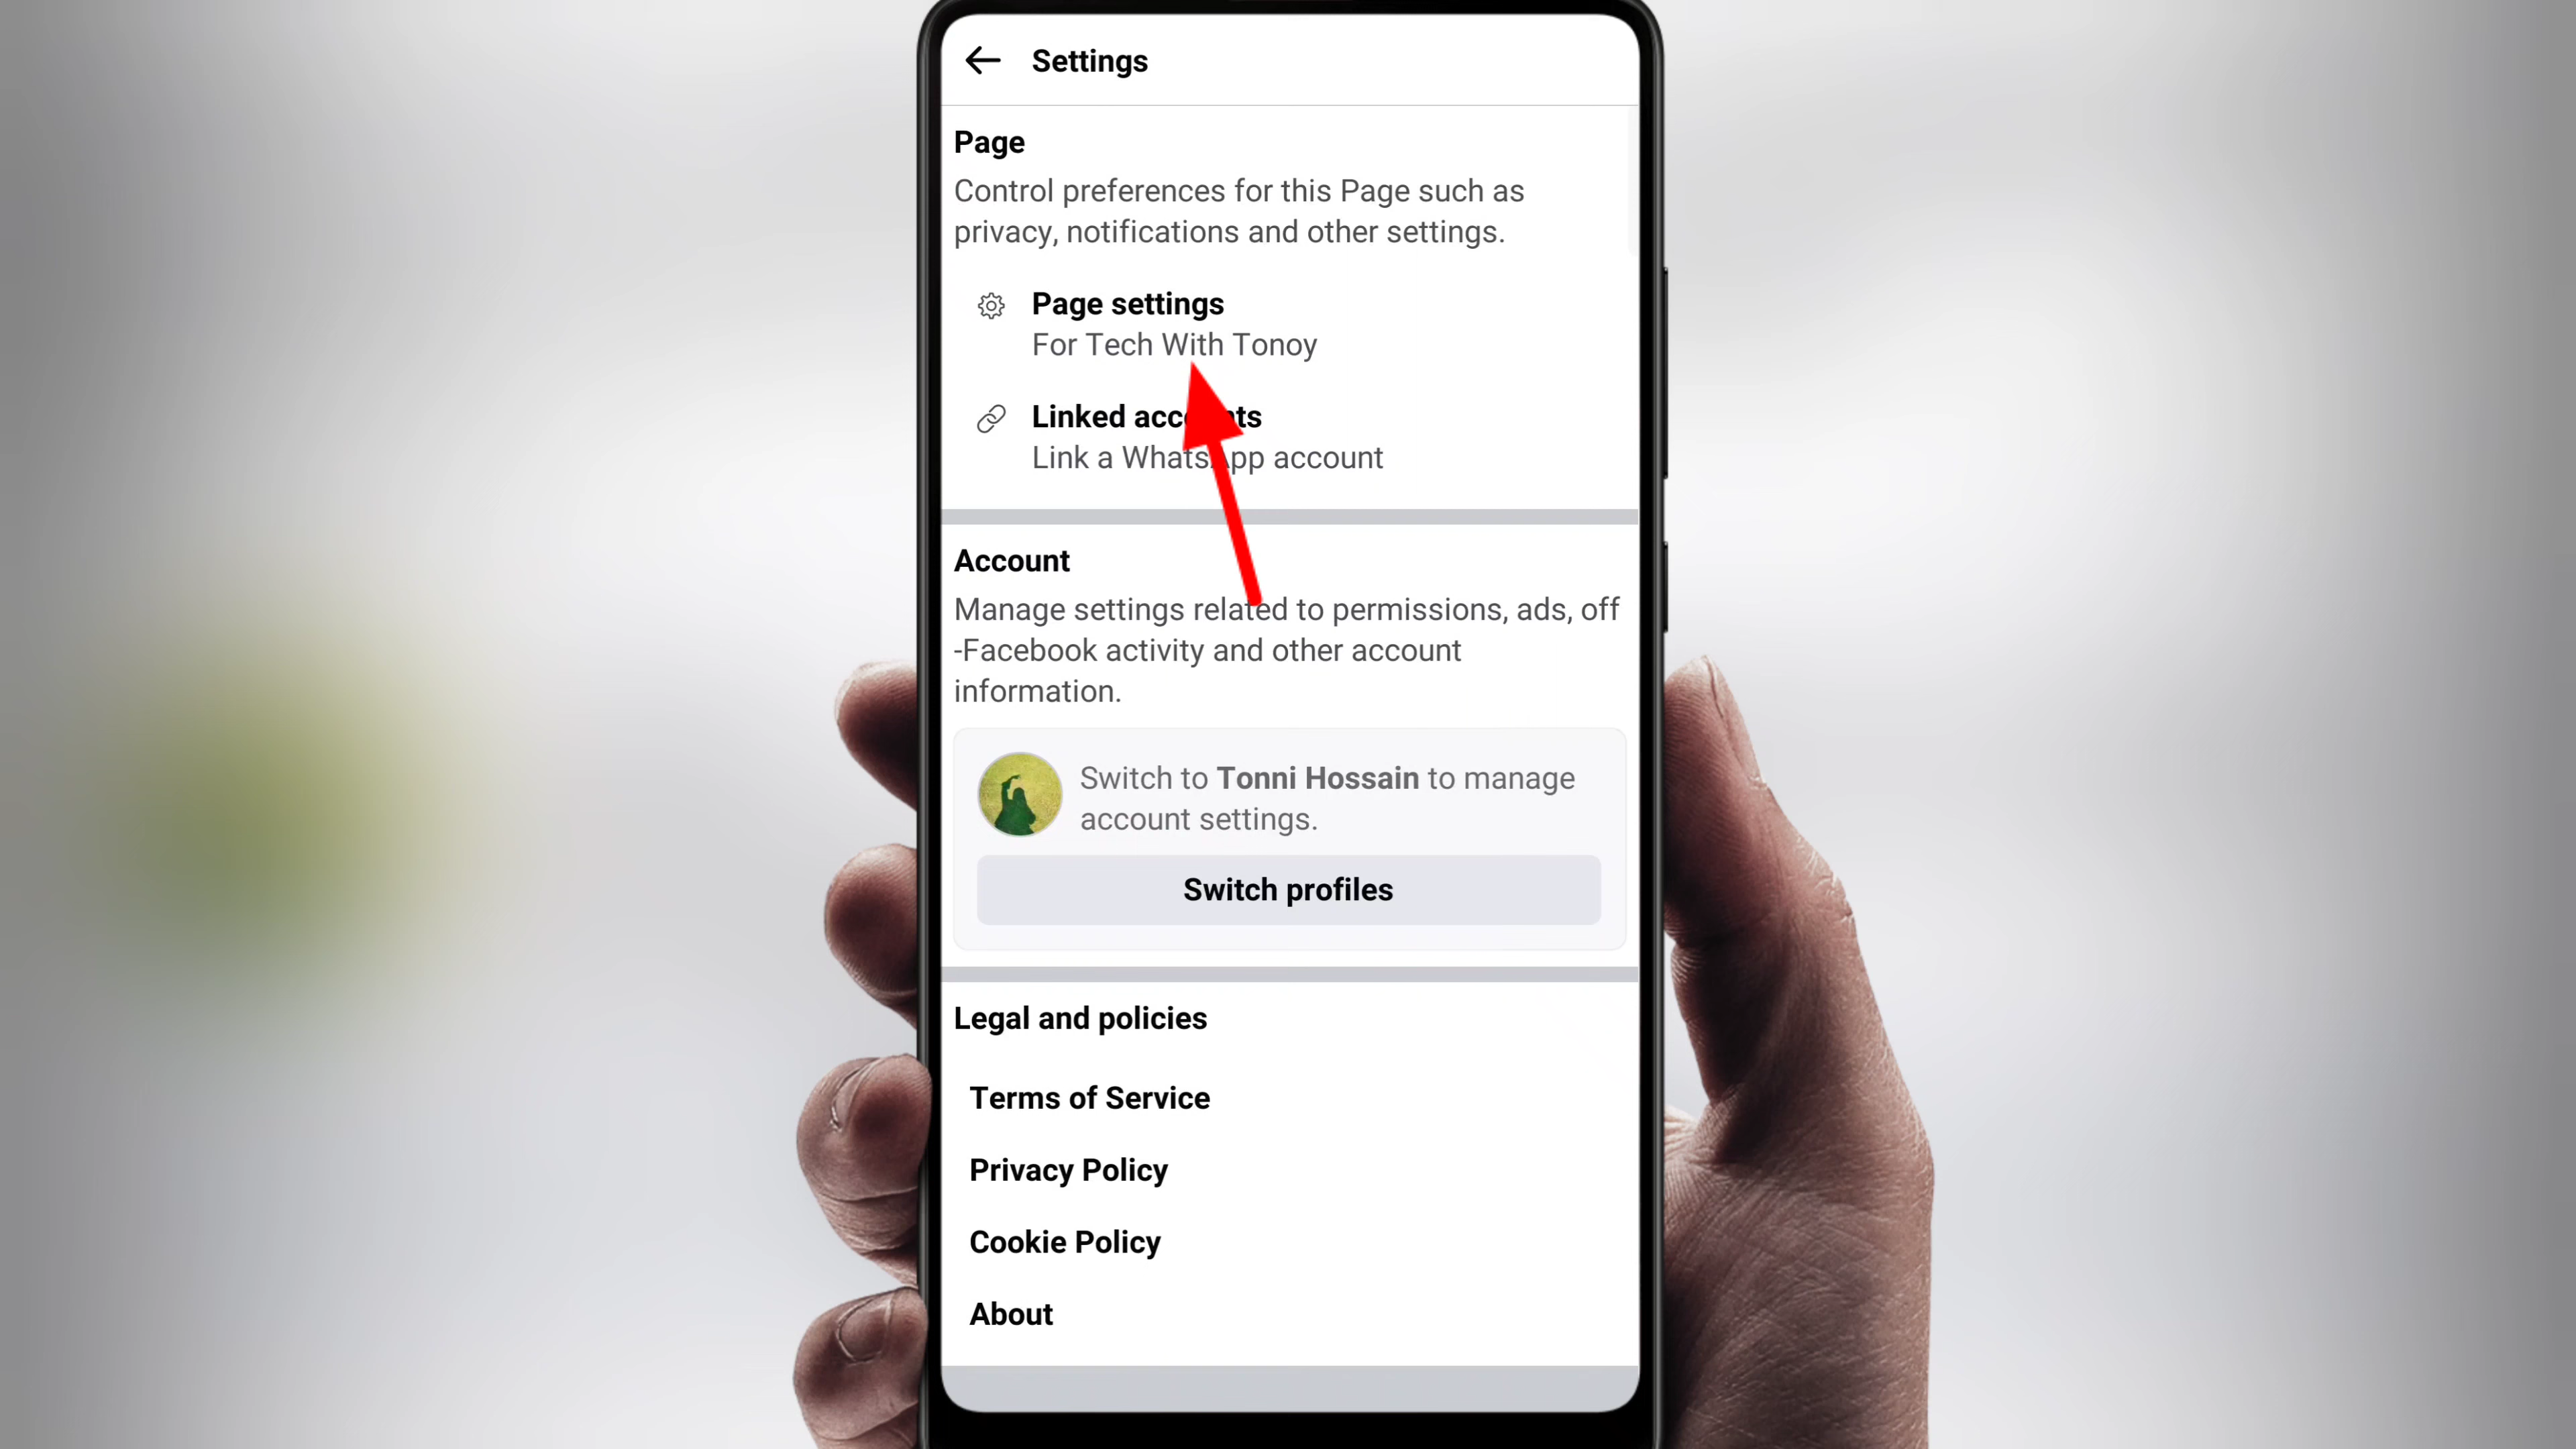 Settings
Page
Control preferences for this Page such as
privacy, notifications and other settings.
Page settings
For Tech With Tonoy
Linked accounts
Link a WhatsApp account
Account
Manage settings related to permissions, ads, off
-Facebook activity and other account
information.
Switch to Tonni Hossain to manage
account settings.
Switch profiles
Legal and policies
Terms of Service
Privacy Policy
Cookie Policy
About